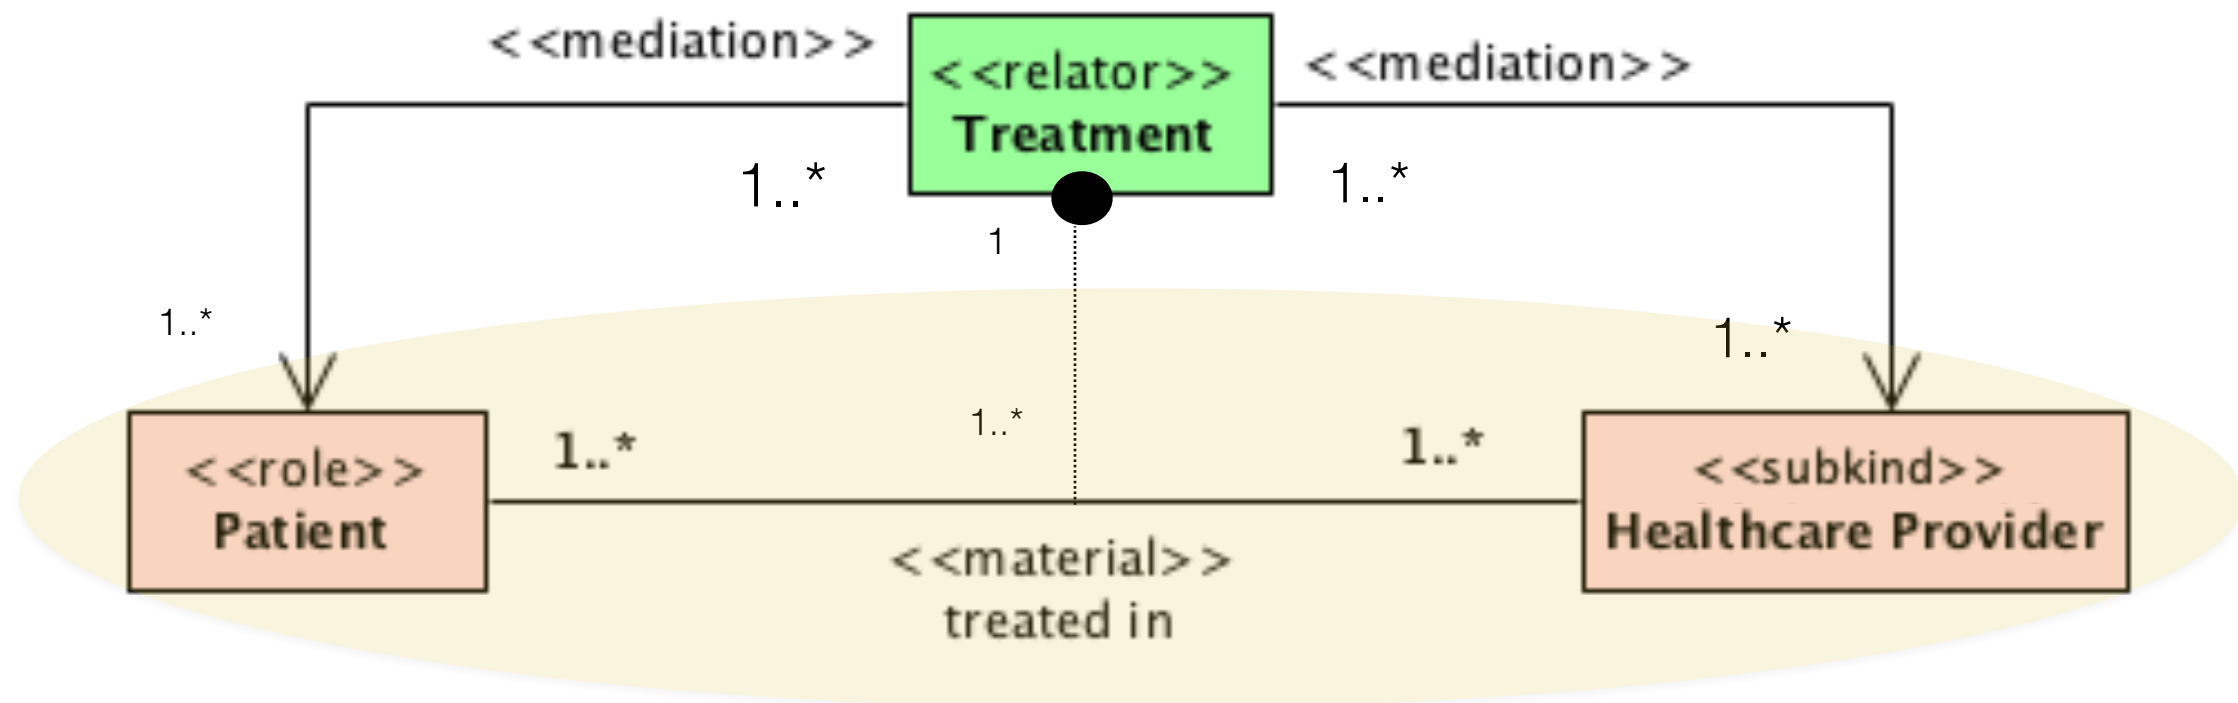 <<mediation>>
<<relator>>
Treatment
<<mediation>>
1..*
1..*
1
1..*
1..*
<<role>>
Patient
1..*
1..*
1..*
<<subkind>>
Healthcare Provider
<<material>>
treated in